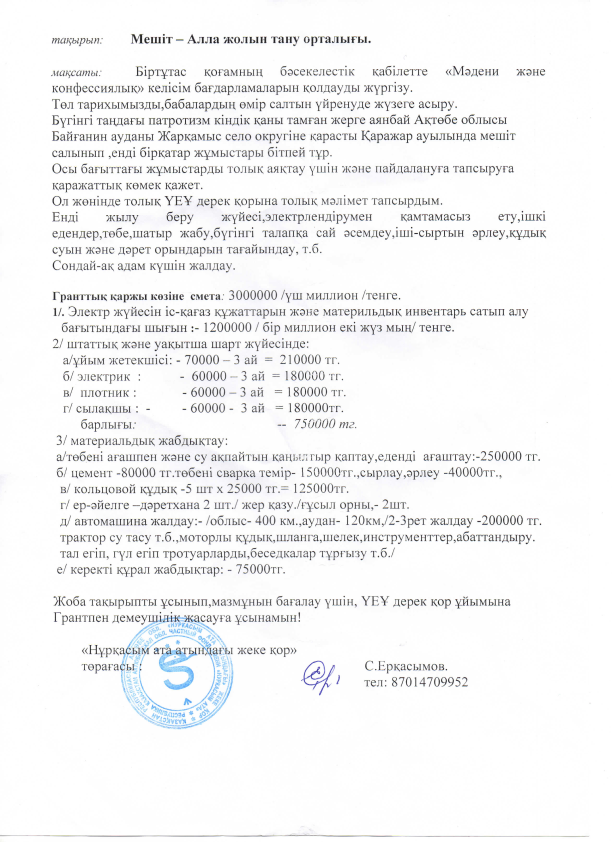 тақырып: Мешіт – Алла жолын тану орталығы.
мақсаты: Біртұтас қоғамның бәсекелестік қабілетте «Мәдени және
конфессиялық» келісім бағдарламаларын қолдауды жүргізу.
Төл тарихымызды,бабалардың өмір салтын үйренуде жүзеге асыру.
Бүгінгі таңдағы патротизм кіндік қаны тамған жерге аянбай Ақтөбе облысы
Байғанин ауданы Жарқамыс село округіне қарасты Қаражар ауылында мешіт
салынып ,енді бірқатар жұмыстары бітпей тұр.
Осы бағыттағы жұмыстарды толық аяқтау үшін және пайдалануға тапсыруға
қаражаттық көмек қажет.
Ол жөнінде толық ҮЕҰ дерек қорына толық мәлімет тапсырдым.
Енді жылу беру жүйесі,электрлендірумен қамтамасыз ету,ішкі
едендер,төбе,шатыр жабу,бүгінгі талапқа сай әсемдеу,іші-сыртын әрлеу,құдық
суын және дәрет орындарын тағайындау, т.б.
Сондай-ақ адам күшін жалдау.
Гранттық қаржы көзіне смета: 3000000 /үш миллион /тенге.
1/. Электр жүйесін іс-қағаз құжаттарын және материльдық инвентарь сатып алу
бағытындағы шығын :- 1200000 / бір миллион екі жүз мың/ тенге.
2/ штаттық және уақытша шарт жүйесінде:
а/ұйым жетекшісі: - 70000 – 3 ай = 210000 тг.
б/ электрик : - 60000 – 3 ай = 180000 тг.
в/ плотник : - 60000 – 3 ай = 180000 тг.
г/ сылақшы : - - 60000 - 3 ай = 180000тг.
барлығы: -- 750000 тг.
3/ материальдық жабдықтау:
а/төбені ағашпен және су ақпайтын қаңылтыр қаптау,еденді ағаштау:-250000 тг.
б/ цемент -80000 тг.төбені сварка темір- 150000тг.,сырлау,әрлеу -40000тг.,
в/ кольцовой құдық -5 шт х 25000 тг.= 125000тг.
г/ ер-әйелге –дәретхана 2 шт./ жер қазу./ғұсыл орны,- 2шт.
д/ автомашина жалдау:- /облыс- 400 км.,аудан- 120км,/2-3рет жалдау -200000 тг.
трактор су тасу т.б.,моторлы құдық,шланга,шелек,инструменттер,абаттандыру.
тал егіп, гүл егіп тротуарларды,беседкалар тұрғызу т.б./
е/ керекті құрал жабдықтар: - 75000тг.
Жоба тақырыпты ұсынып,мазмұнын бағалау үшін, ҮЕҰ дерек қор ұйымына
Грантпен демеушілік жасауға ұсынамын!
«Нұрқасым ата атындағы жеке қор»
төрағасы : С.Ерқасымов.
тел: 87014709952